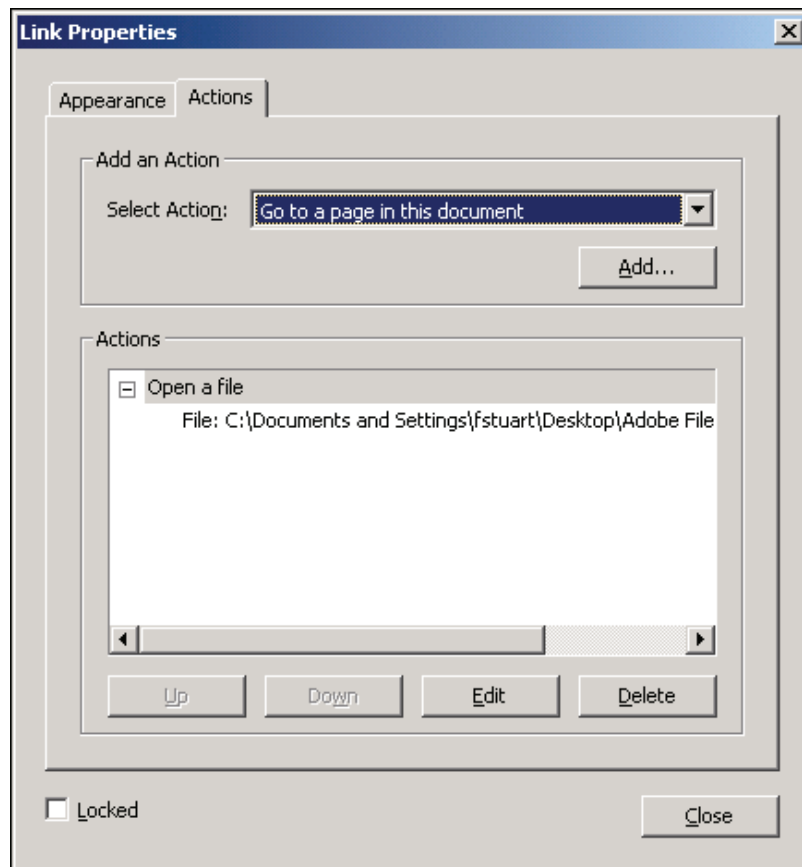 Link Properties
Appearance Actions
Add an Action
Select Action: Go to a page in this document
Add...
Actions
Open a file
File: C:\Documents and Settings\fstuart\Desktop\Adobe File
Up Down Edit Delete
Locked
Close